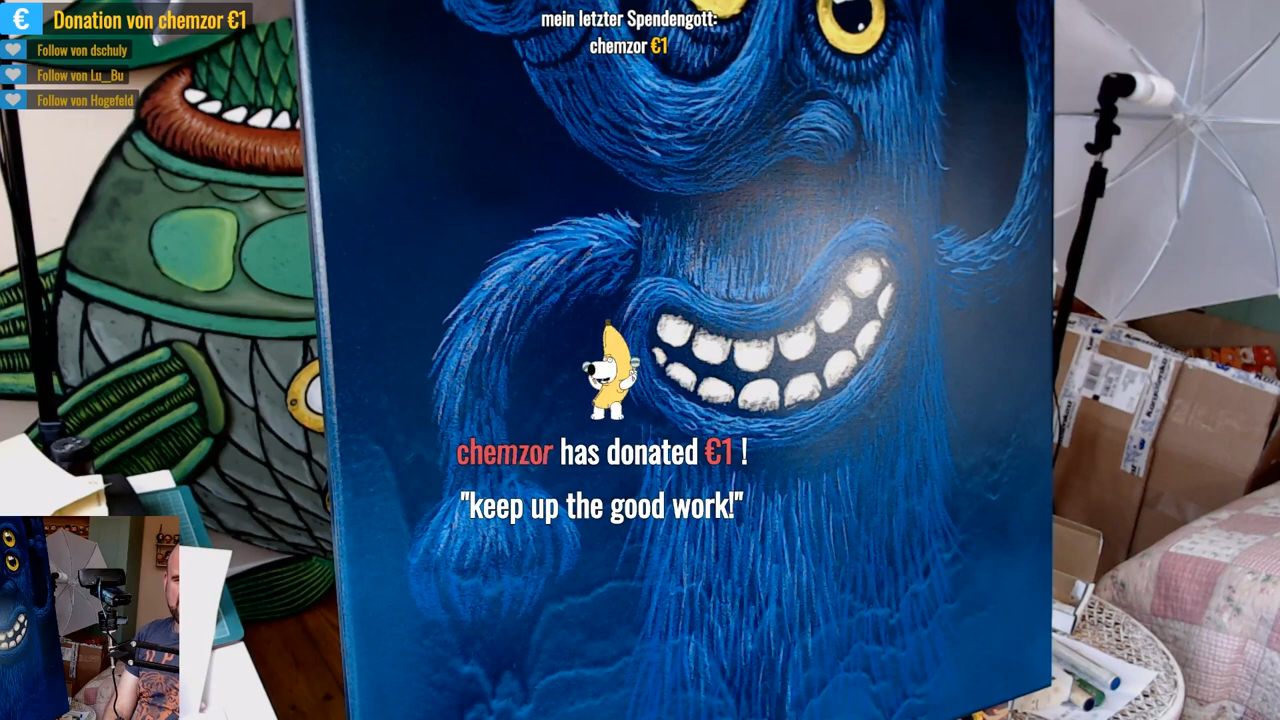 € Donation von chemzor €1
Follow von dschuly
Follow von Lu__Bu
Follow von Hogefeld
mein letzter Spendengott:
chemzor €1
chemzor has donated €1 !
"keep up the good work!"